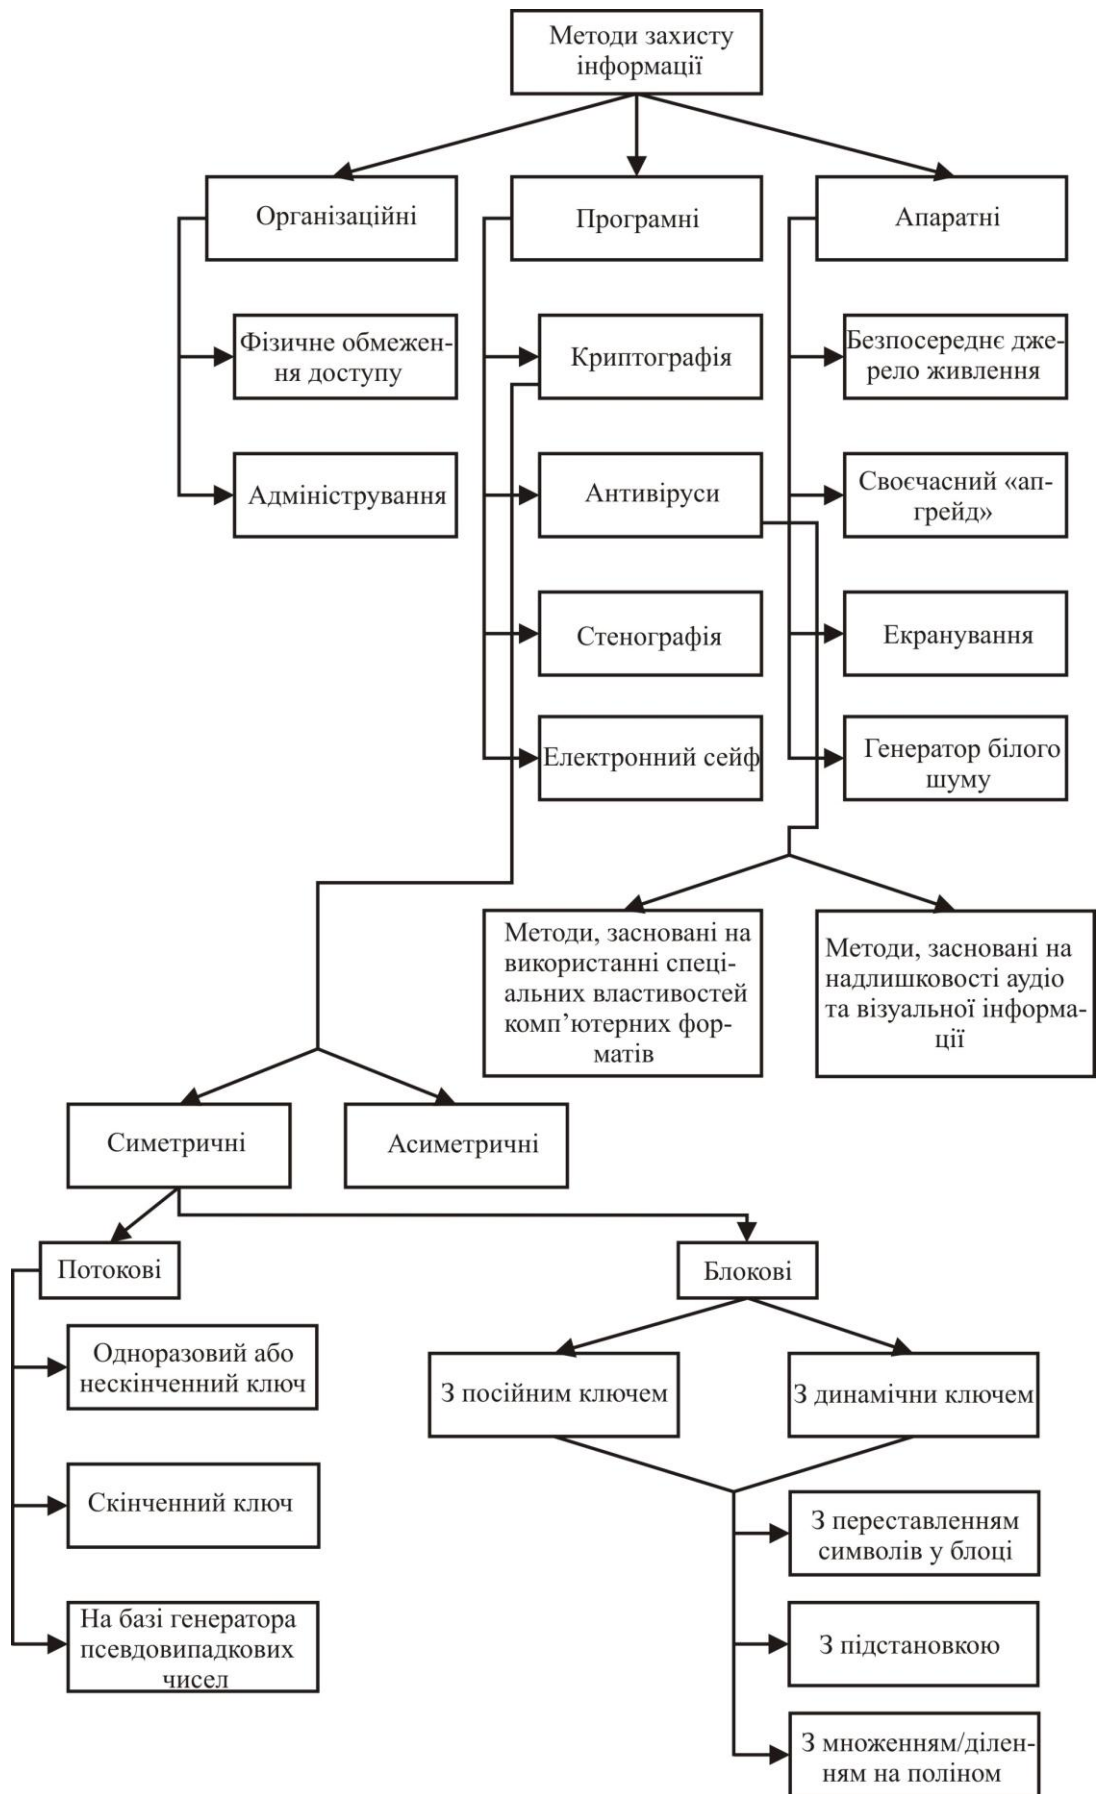 Методи захисту
інформації
Організаційні
Програмні
Апаратні
Фізичне обмежен-
ня доступу
Криптографія
Безпосереднє дже-
рело живлення
Адміністрування
Антивіруси
Своєчасний «ап-
грейд»
Стенографія
Екранування
Електронний сейф
Генератор білого
шуму
Методи, засновані на
використанні спеці-
альних властивостей
комп’ютерних фор-
матів
Методи, засновані на
надлишковості аудіо
та візуальної інформа-
ції
Симетричні
Асиметричні
Потокові
Блокові
Одноразовий або
нескінченний ключ
З посійним ключем
З динамічни ключем
Скінченний ключ
З переставленням
символів у блоці
На базі генератора
псевдовипадкових
чисел
З підстановкою
З множенням/ділен-
ням на поліном